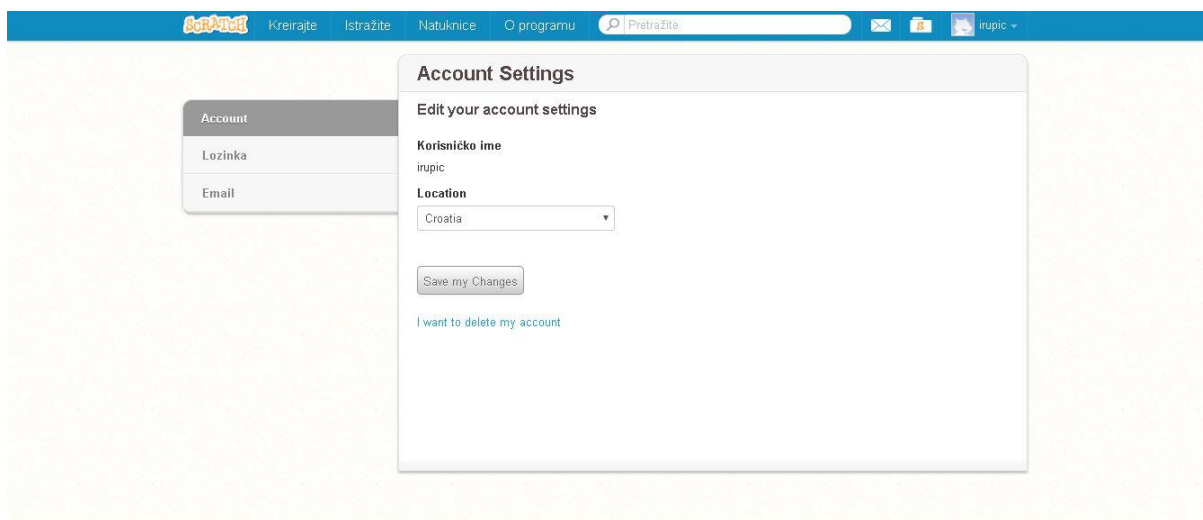 SCRATCH Kreirajte Istražite Natuknice O programu Pretražite S irupic
Account Settings
Account
Lozinka
Email
Edit your account settings
Korisničko ime
irupic
Location
Croatia
Save my Changes
I want to delete my account